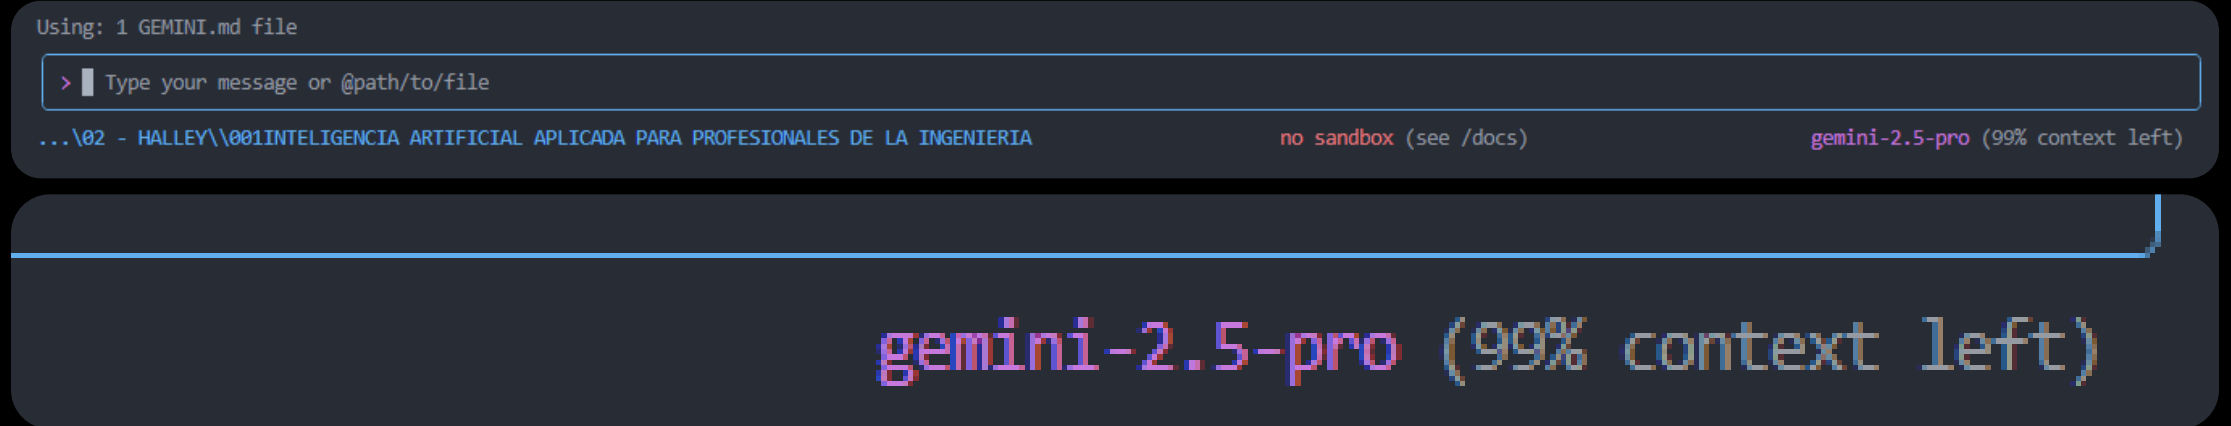 Using: 1 GEMINI.md file
> Type your message or @path/to/file
...\02 - HALLEY\\001INTELIGENCIA ARTIFICIAL APLICADA PARA PROFESIONALES DE LA INGENIERIA no sandbox (see /docs) gemini-2.5-pro (99% context left)
gemini-2.5-pro (99% context left)